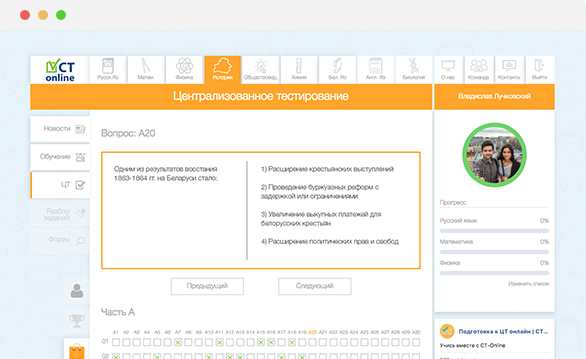 CT
online
Русск. Яз
Матем.
Физика
История
Обществовед.
Химия
Бел. Яз
Англ. Яз
Биология
О нас
Команда
Контакты
Выйти
Централизованное тестирование
Владислав Лучковский
Новости
Обучение
ЦТ
Разбор
заданий
Форум
Вопрос: A20
Одним из результатов восстания
1863-1864 гг. на Беларуси стало:
1) Расширение крестьянских выступлений
2) Проведение буржуазных реформ с
задержкой или ограничениями
3) Увеличение выкупных платежей для
белорусских крестьян
4) Расширение политических прав и свобод
Предыдущий
Следующий
Часть А
A1 A2 A3 A4 A5 A6 A7 A8 A9 A10 A11 A12 A13 A14 A15 A16 A17 A18 A19 A20 A21 A22 A23 A24 A25 A26 A27 A28 A29 A30
01
02
Прогресс
Русский язык 0%
Математика 0%
Физика 0%
Изменить список
Подготовка к ЦТ онлайн | CT...
Учись вместе с CT-Online